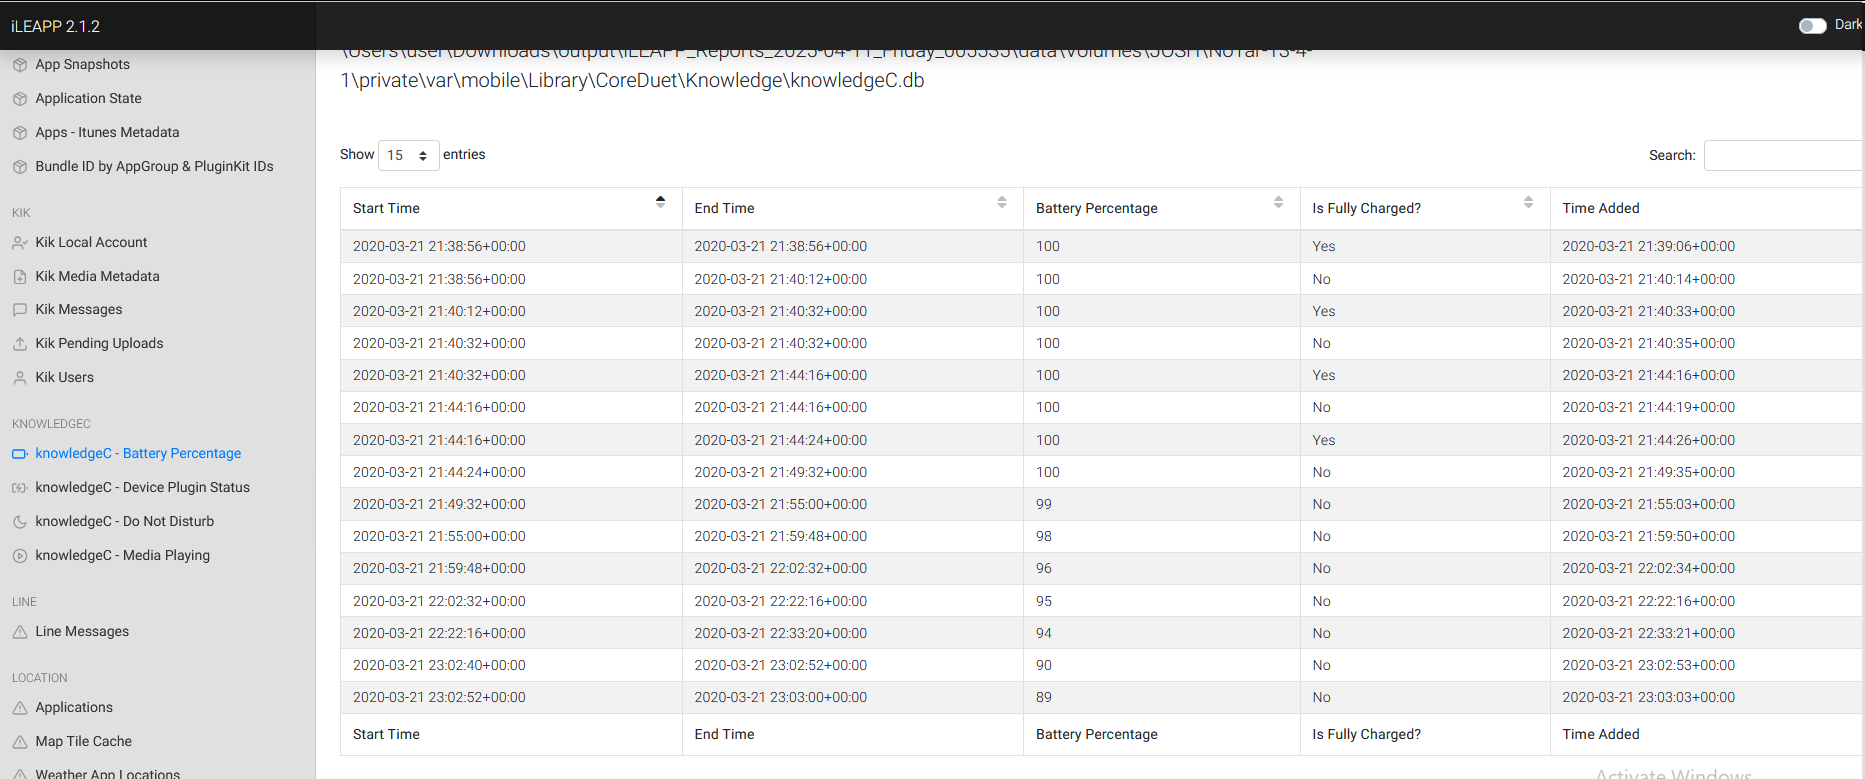 iLEAPP 2.1.2
Dark
App Snapshots
Application State
Apps - Itunes Metadata
Bundle ID by AppGroup & PluginKit IDs
KIK
Kik Local Account
Kik Media Metadata
Kik Messages
Kik Pending Uploads
Kik Users
KNOWLEDGEC
knowledgeC - Battery Percentage
knowledgeC - Device Plugin Status
knowledgeC - Do Not Disturb
knowledgeC - Media Playing
LINE
Line Messages
LOCATION
Applications
Map Tile Cache
Weather App Locations
1\private\var\mobile\Library\CoreDuet\Knowledge\knowledgeC.db
Show 15 entries
Search:
Start Time End Time Battery Percentage Is Fully Charged? Time Added
2020-03-21 21:38:56+00:00 2020-03-21 21:38:56+00:00 100 Yes 2020-03-21 21:39:06+00:00
2020-03-21 21:38:56+00:00 2020-03-21 21:40:12+00:00 100 No 2020-03-21 21:40:14+00:00
2020-03-21 21:40:12+00:00 2020-03-21 21:40:32+00:00 100 Yes 2020-03-21 21:40:33+00:00
2020-03-21 21:40:32+00:00 2020-03-21 21:40:32+00:00 100 No 2020-03-21 21:40:35+00:00
2020-03-21 21:40:32+00:00 2020-03-21 21:44:16+00:00 100 Yes 2020-03-21 21:44:16+00:00
2020-03-21 21:44:16+00:00 2020-03-21 21:44:16+00:00 100 No 2020-03-21 21:44:19+00:00
2020-03-21 21:44:16+00:00 2020-03-21 21:44:24+00:00 100 Yes 2020-03-21 21:44:26+00:00
2020-03-21 21:44:24+00:00 2020-03-21 21:49:32+00:00 100 No 2020-03-21 21:49:35+00:00
2020-03-21 21:49:32+00:00 2020-03-21 21:55:00+00:00 99 No 2020-03-21 21:55:03+00:00
2020-03-21 21:55:00+00:00 2020-03-21 21:59:48+00:00 98 No 2020-03-21 21:59:50+00:00
2020-03-21 21:59:48+00:00 2020-03-21 22:02:32+00:00 96 No 2020-03-21 22:02:34+00:00
2020-03-21 22:02:32+00:00 2020-03-21 22:22:16+00:00 95 No 2020-03-21 22:22:16+00:00
2020-03-21 22:22:16+00:00 2020-03-21 22:33:20+00:00 94 No 2020-03-21 22:33:21+00:00
2020-03-21 23:02:40+00:00 2020-03-21 23:02:52+00:00 90 No 2020-03-21 23:02:53+00:00
2020-03-21 23:02:52+00:00 2020-03-21 23:03:00+00:00 89 No 2020-03-21 23:03:03+00:00
Start Time End Time Battery Percentage Is Fully Charged? Time Added
Activate Windows